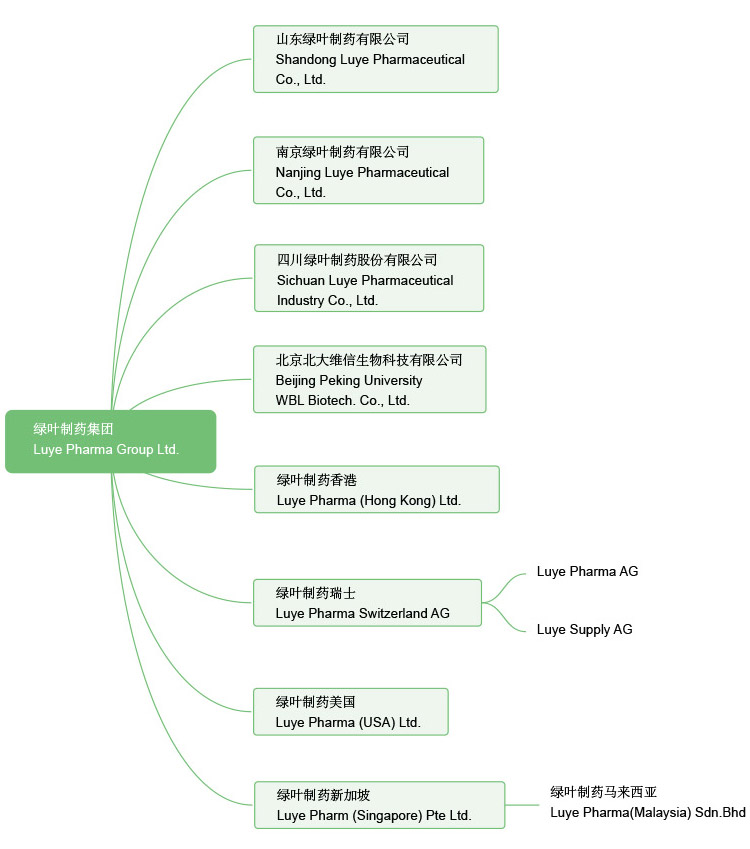 山东绿叶制药有限公司
Shandong Luye Pharmaceutical
Co., Ltd.
南京绿叶制药有限公司
Nanjing Luye Pharmaceutical
Co., Ltd.
四川绿叶制药股份有限公司
Sichuan Luye Pharmaceutical
Industry Co., Ltd.
北京北大维信生物科技有限公司
Beijing Peking University
WBL Biotech. Co., Ltd.
绿叶制药集团
Luye Pharma Group Ltd.
绿叶制药香港
Luye Pharma (Hong Kong) Ltd.
绿叶制药瑞士
Luye Pharma Switzerland AG
Luye Pharma AG
Luye Supply AG
绿叶制药美国
Luye Pharma (USA) Ltd.
绿叶制药新加坡
Luye Pharm (Singapore) Pte Ltd.
绿叶制药马来西亚
Luye Pharma(Malaysia) Sdn.Bhd